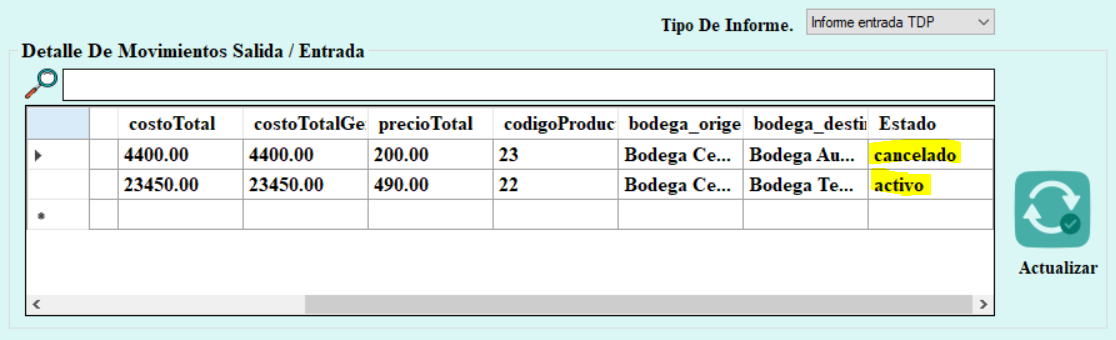 Tipo De Informe. Informe entrada TDP
Detalle De Movimientos Salida / Entrada
costoTotal costoTotalGe precioTotal codigoProduc bodega_orige bodega_destii Estado
4400.00 4400.00 200.00 23 Bodega Ce... Bodega Au... cancelado
23450.00 23450.00 490.00 22 Bodega Ce... Bodega Te... activo
Actualizar